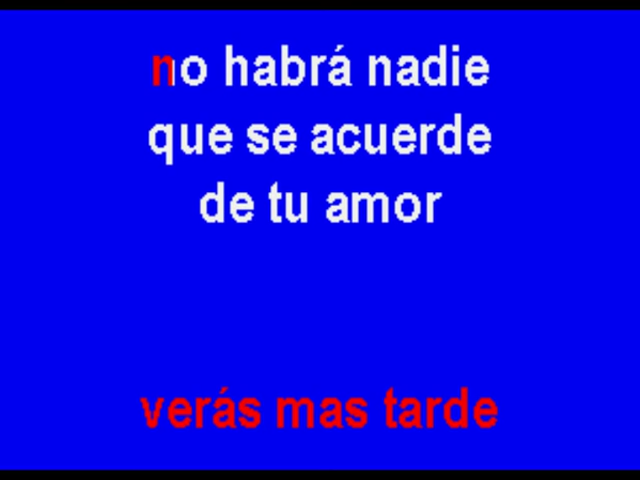 no habrá nadie
que se acuerde
de tu amor
verás mas tarde